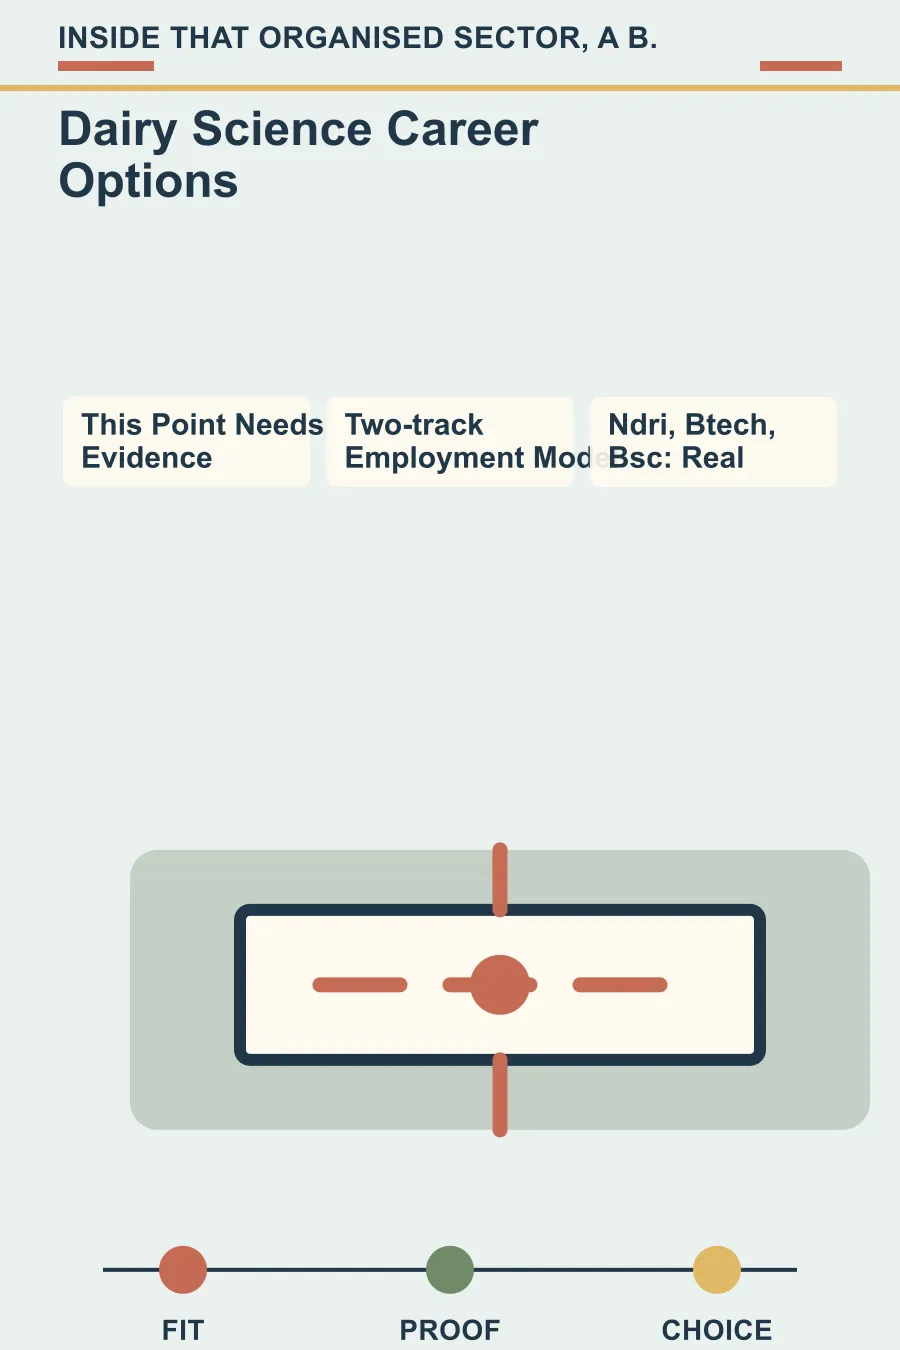 INSIDE THAT ORGANISED SECTOR, A B.
Dairy Science Career
Options
This Point Needs
Evidence
Two-track
Employment Mode
Ndri, Btech,
Bsc: Real
FIT
PROOF
CHOICE